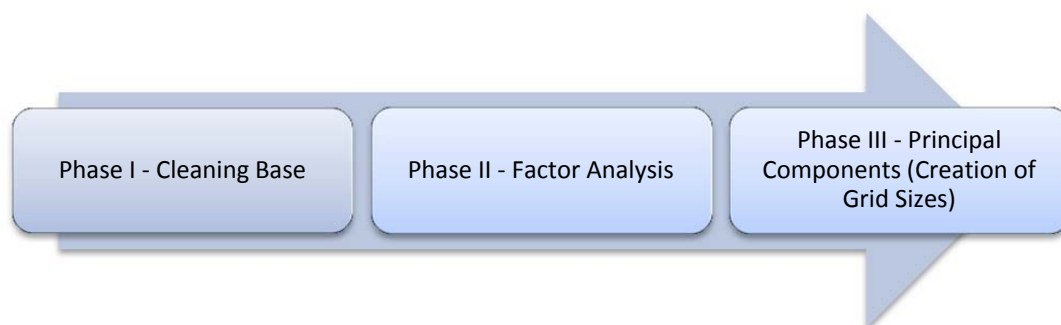 Phase I - Cleaning Base
Phase II - Factor Analysis
Phase III - Principal
Components (Creation of
Grid Sizes)